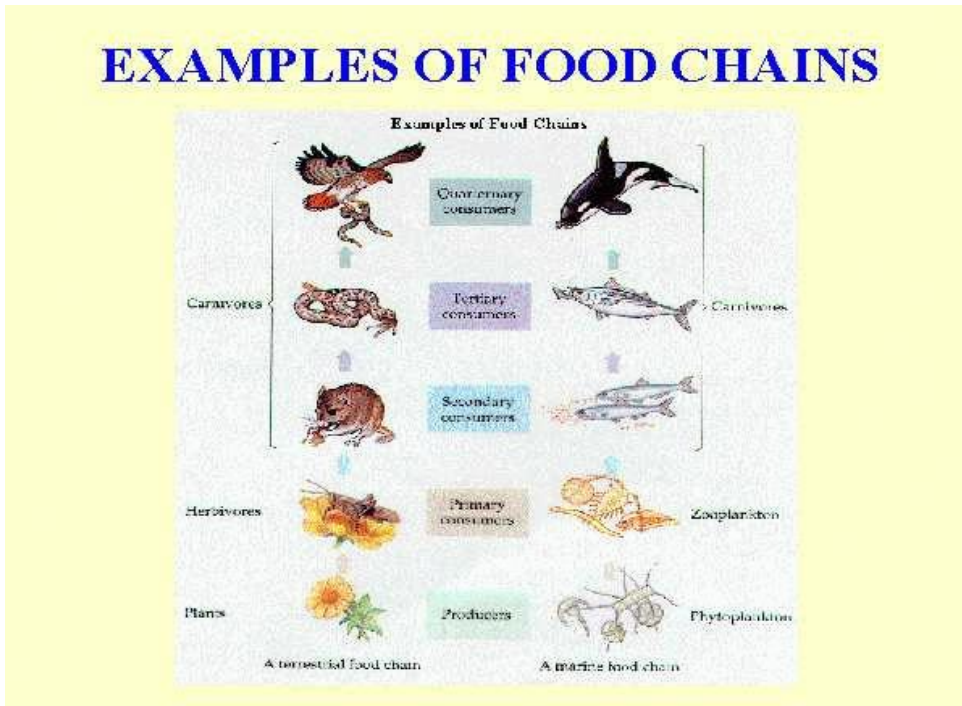 EXAMPLES OF FOOD CHAINS
Examples of Food Chains
Quaternary
consumers
Carnivores
Tertiary
consumers
Carnivores
Secondary
consumers
Herbivores
Primary
consumers
Zooplankton
Plants
Producers
Phytoplankton
A terrestrial food chain
A marine food chain